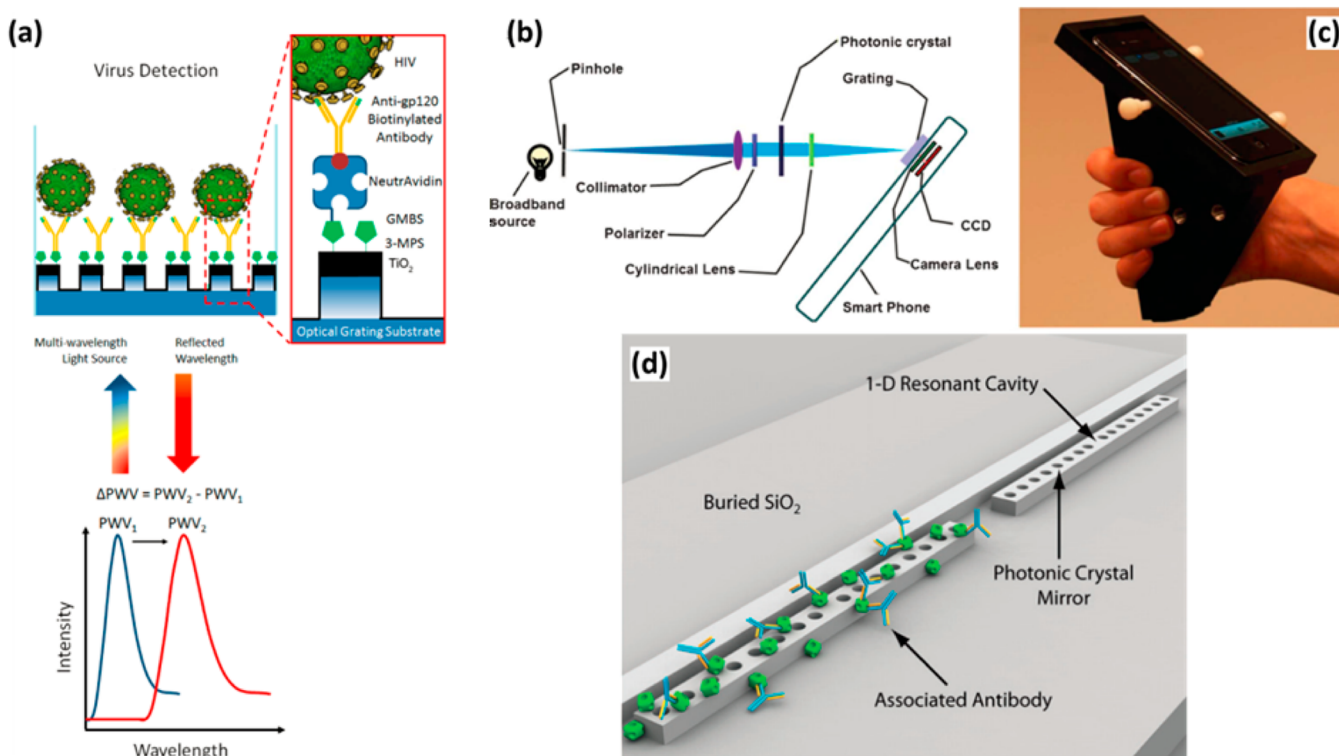 (a)
Virus Detection
HIV
Anti-gp120
Biotinylated
Antibody
NeutrAvidin
GMBS
3-MPS
TiO2
Optical Grating Substrate
Multi-wavelength
Light Source
Reflected
Wavelength
ΔPWV = PWV2 - PWV1
PWV1
PWV2
Intensity
Wavelength
(b)
Photonic crystal
Pinhole
Grating
Broadband
source
Collimator
Polarizer
Cylindrical Lens
CCD
Camera Lens
Smart Phone
(c)
(d)
1-D Resonant Cavity
Buried SiO2
Photonic Crystal
Mirror
Associated Antibody